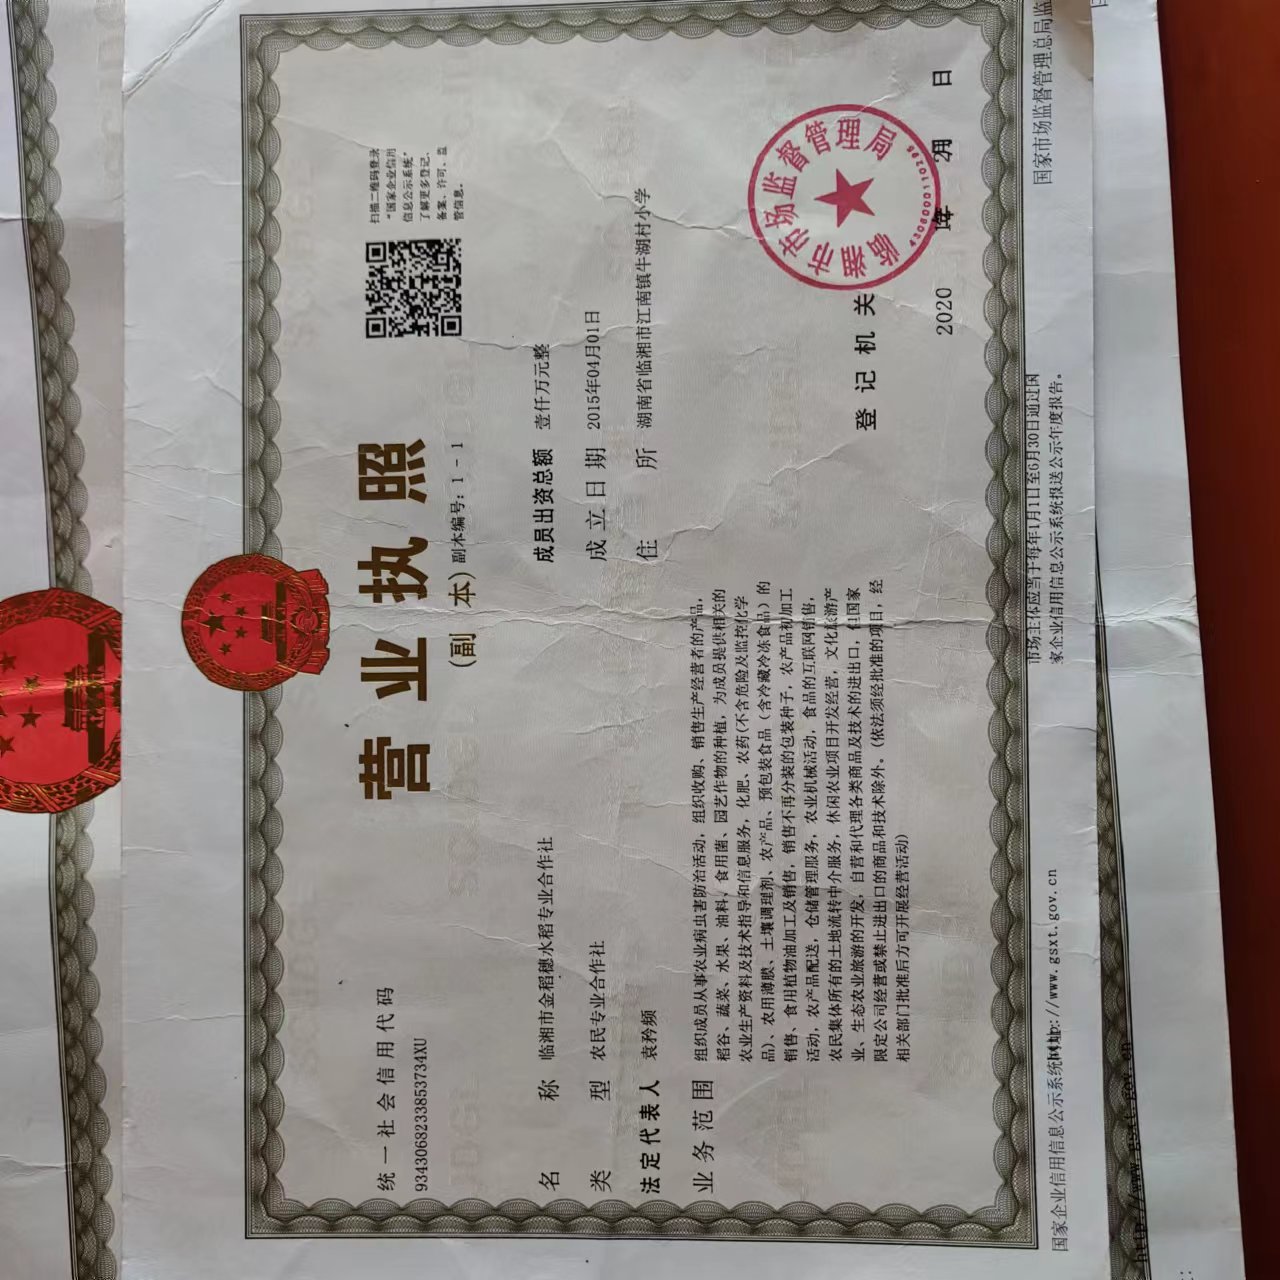 营业执照
(副 本)
副本编号: 1 - 1
统一社会信用代码
9343068233853734XU
扫描二维码登录
“国家企业信用
信息公示系统”
了解更多登记、
备案、许可、监
管信息。
名 称 临湘市金稻穗水稻专业合作社
类 型 农民专业合作社
法定代表人 袁矜频
业务范围 组织成员从事农业病虫害防治活动，组织收购、销售生产经营者的产品，
稻谷、蔬菜、水果、油料、食用菌、园艺作物的种植，为成员提供相关的
农业生产资料及技术指导和信息服务，化肥、农药(不含危险及监控化学
品)、农用薄膜、土壤调理剂、农产品、预包装食品（含冷藏冷冻食品）的
销售、食用植物油加工及销售，销售不再分装的包装种子，农产品初加工
活动，农产品配送，仓储管理服务，农业机械活动，食品的互联网销售，
农民集体所有的土地流转中介服务，休闲农业项目开发经营，文化旅游产
业、生态农业旅游的开发，自营和代理各类商品及技术的进出口，但国家
限定公司经营或禁止进出口的商品和技术除外。（依法须经批准的项目，经
相关部门批准后方可开展经营活动）
成员出资总额 壹仟万元整
成立日期 2015年04月01日
住 所 湖南省临湘市江南镇牛湖村小学
登记机关
临湘市市场监督管理局
4306000110295
2020 年 月 日
国家企业信用信息公示系统网址: http://www.gsxt.gov.cn
市场主体应当于每年1月1日至6月30日通过国
家企业信用信息公示系统报送公示年度报告。
国家市场监督管理总局监
http://www.gsxt.gov.cn